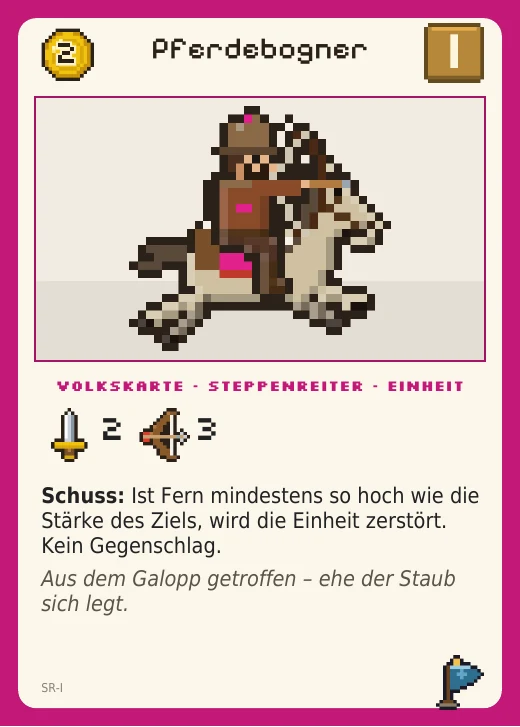 2 Pferdebogner I
VOLKSKARTE - STEPPENREITER - EINHEIT
2 3
Schuss: Ist Fern mindestens so hoch wie die
Stärke des Ziels, wird die Einheit zerstört.
Kein Gegenschlag.
Aus dem Galopp getroffen – ehe der Staub
sich legt.
SR-I